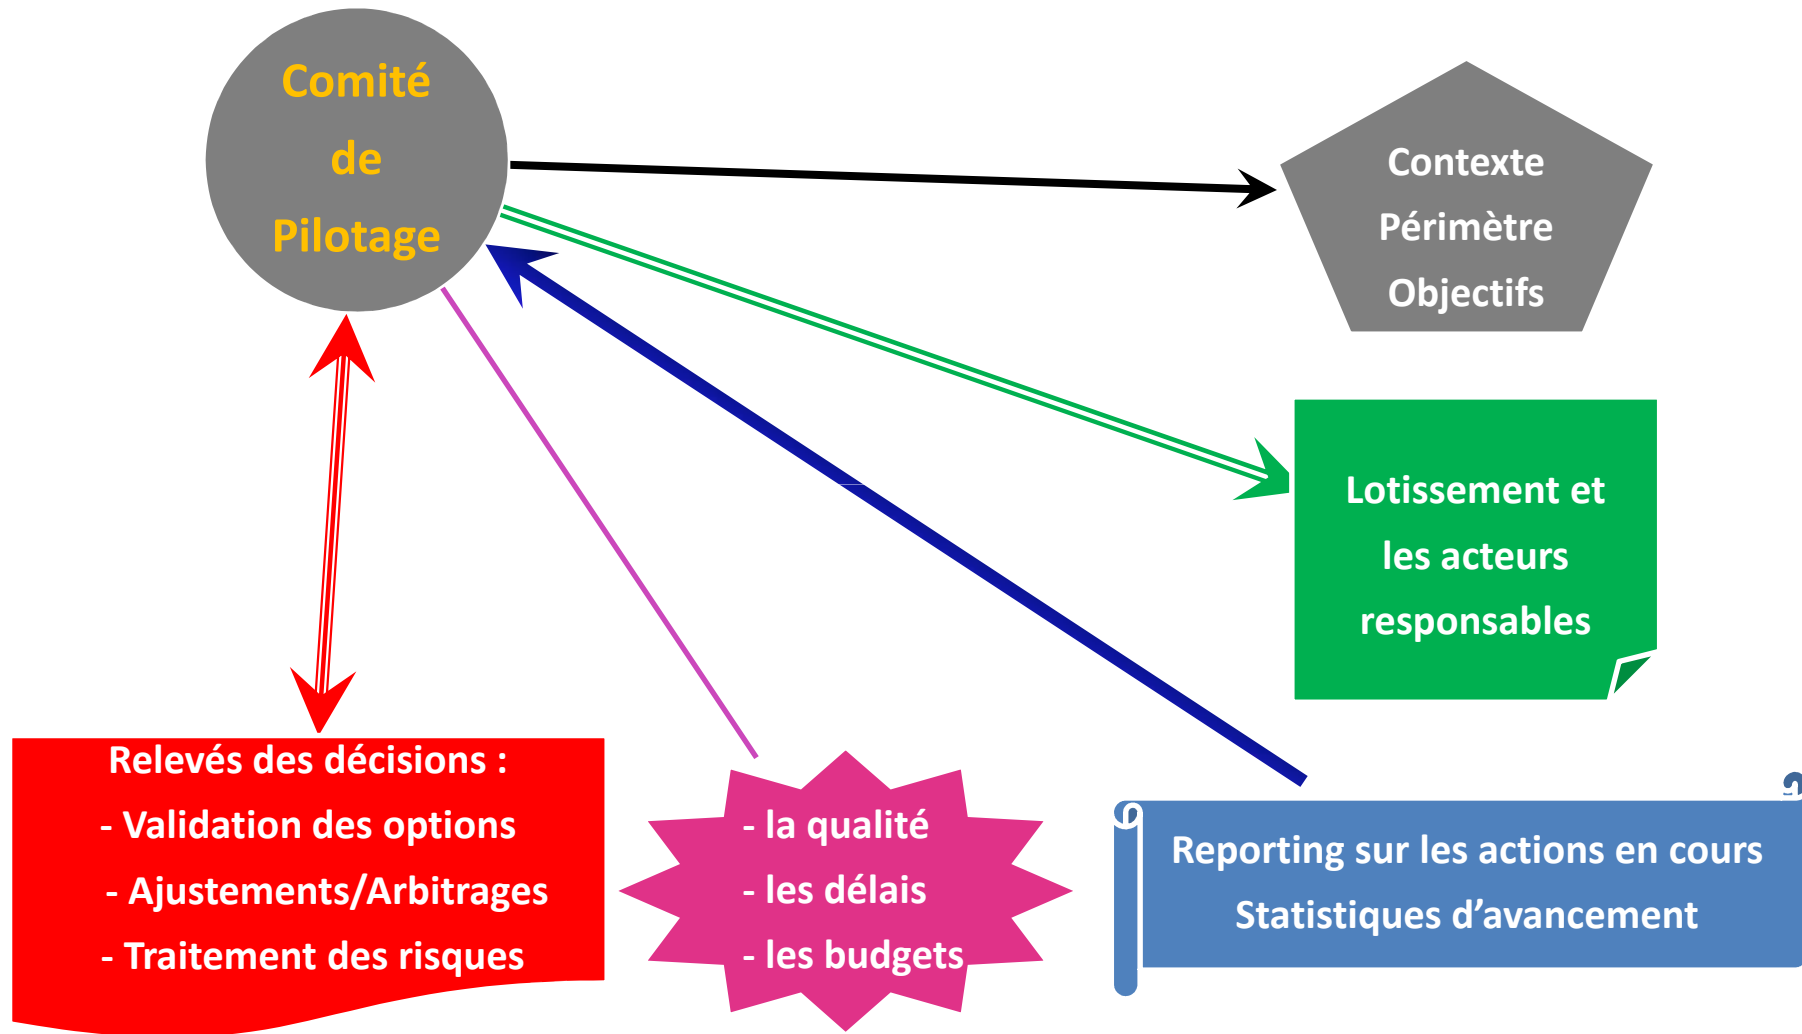 Comité
de
Pilotage
Contexte
Périmètre
Objectifs
Lotissement et
les acteurs
responsables
Relevés des décisions :
- Validation des options
- Ajustements/Arbitrages
- Traitement des risques
- la qualité
- les délais
- les budgets
Reporting sur les actions en cours
Statistiques d’avancement